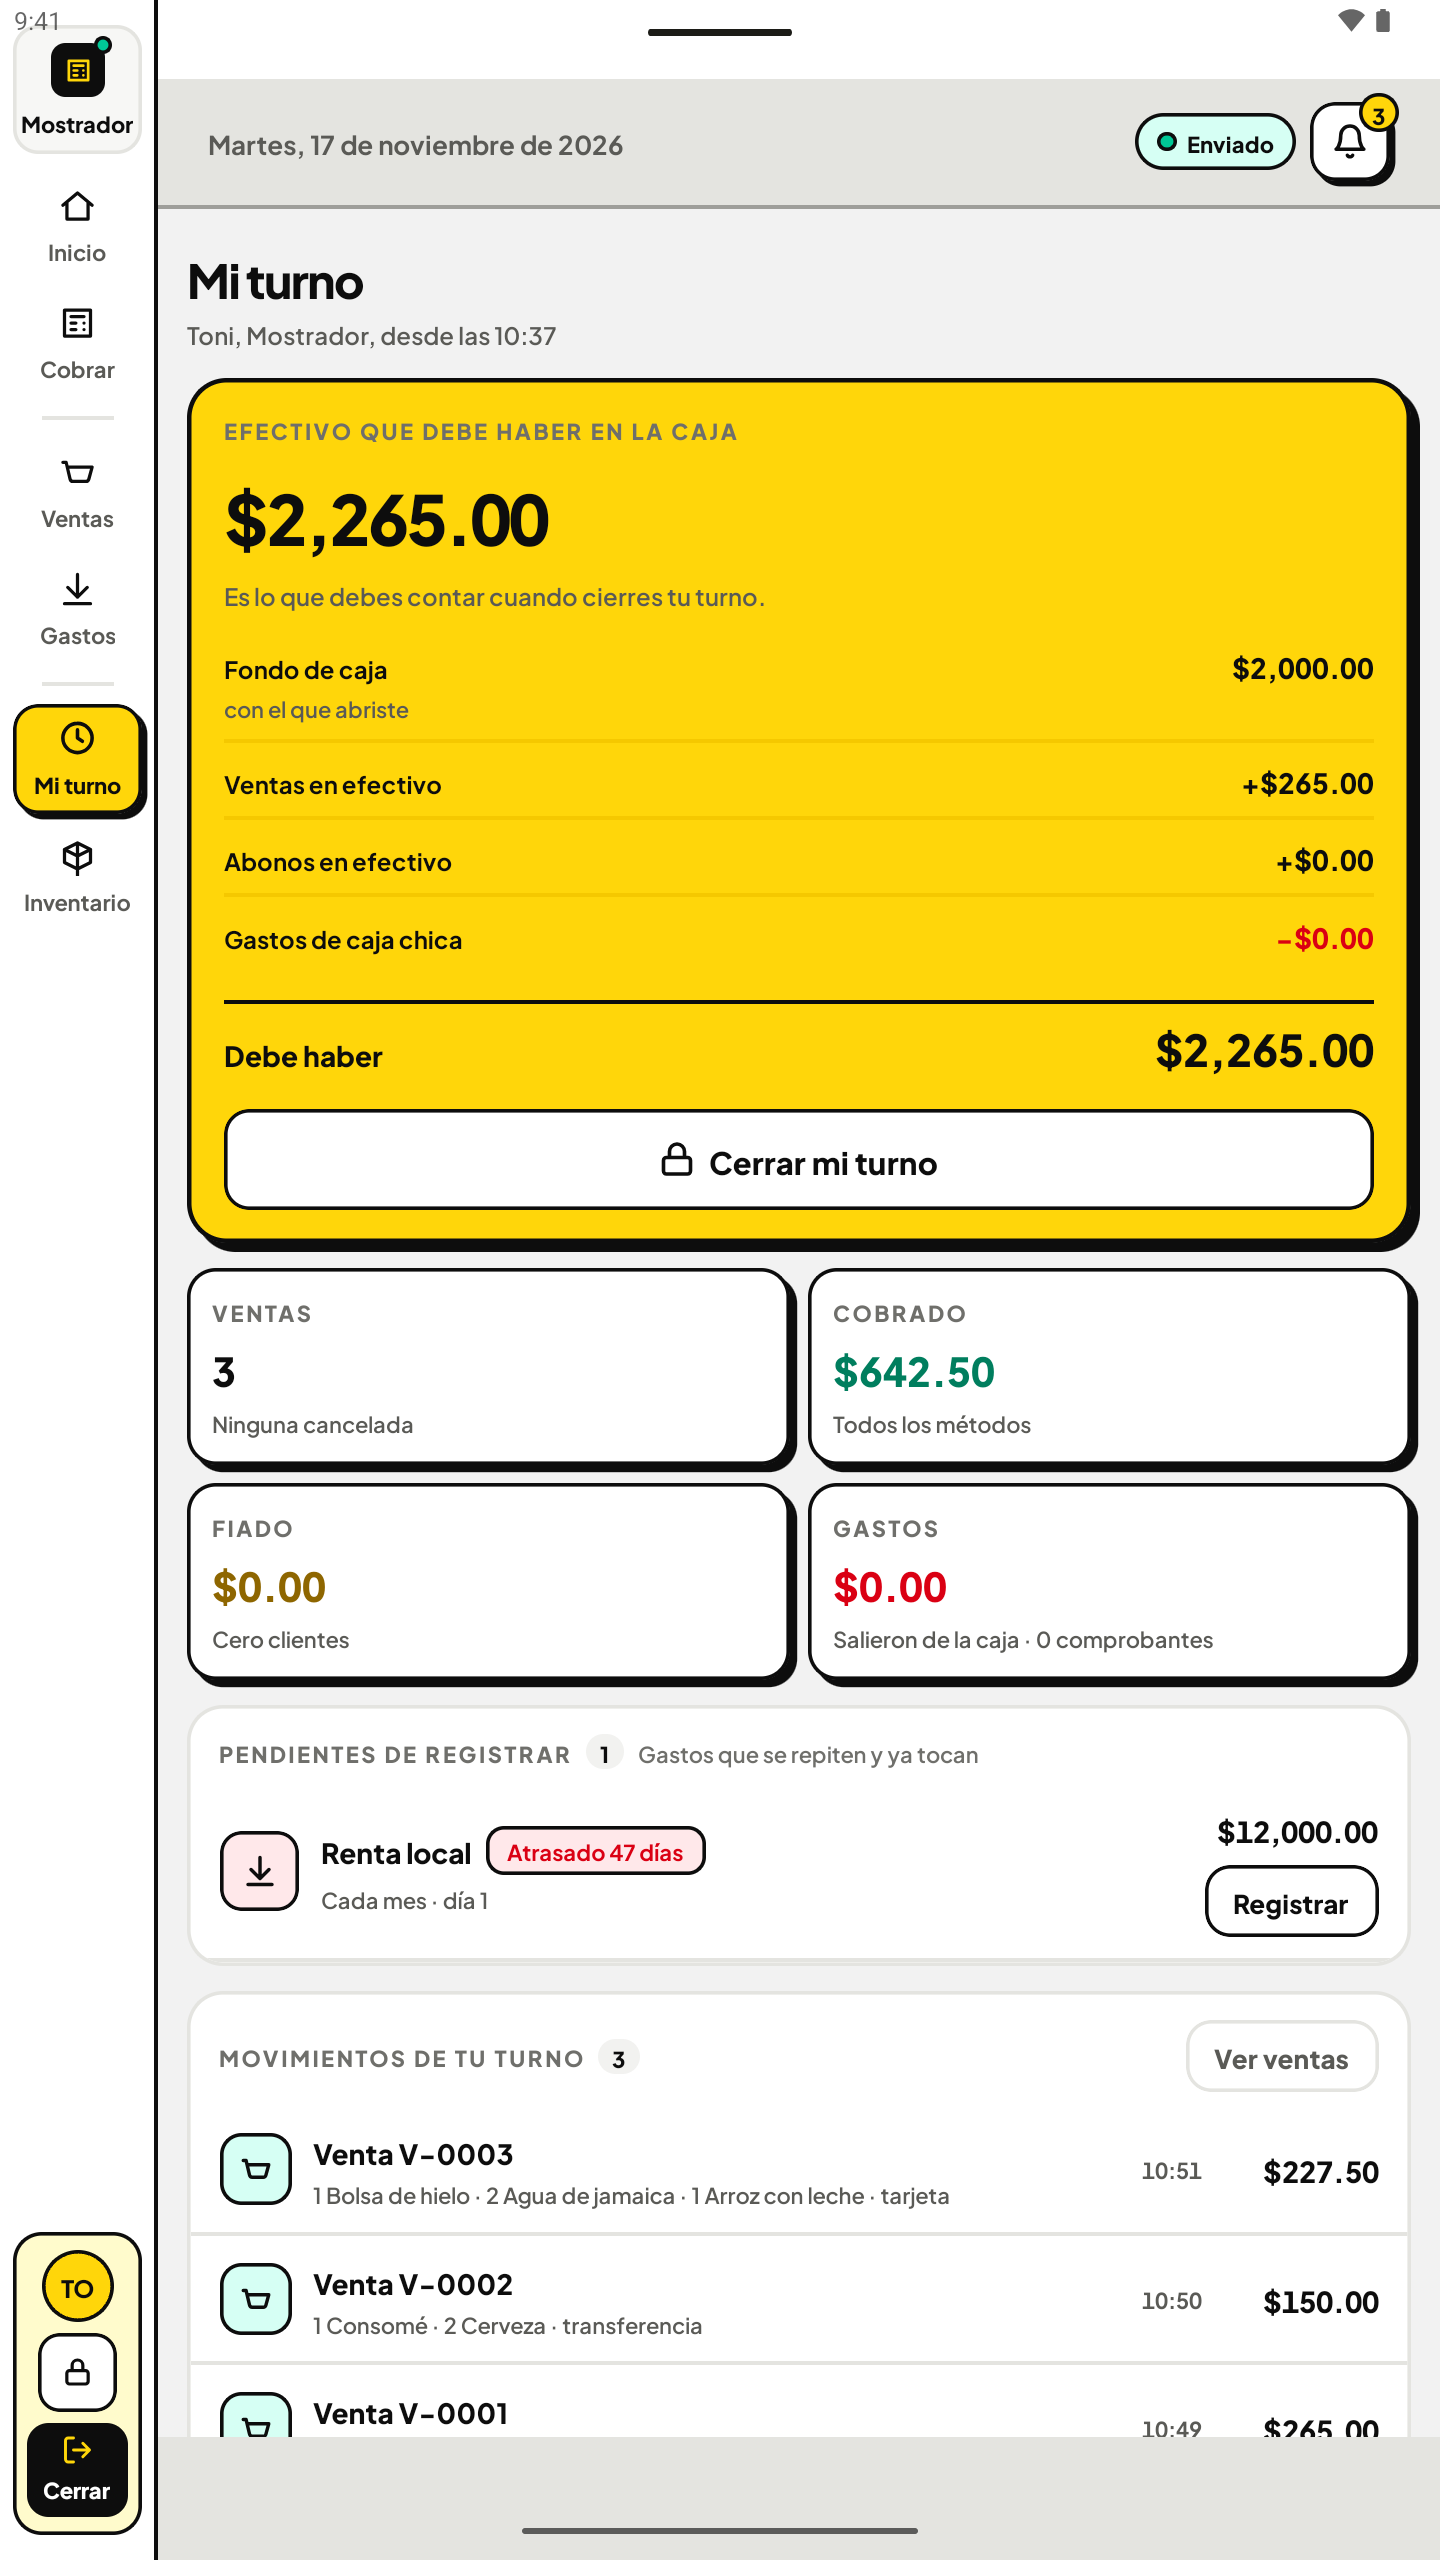 9:41
Mostrador
Inicio
Cobrar
Ventas
Gastos
Mi turno
Inventario
TO
Cerrar
Martes, 17 de noviembre de 2026
Enviado
3
Mi turno
Toni, Mostrador, desde las 10:37
EFECTIVO QUE DEBE HABER EN LA CAJA
$2,265.00
Es lo que debes contar cuando cierres tu turno.
Fondo de caja $2,000.00
con el que abriste
Ventas en efectivo +$265.00
Abonos en efectivo +$0.00
Gastos de caja chica -$0.00
Debe haber $2,265.00
Cerrar mi turno
VENTAS
3
Ninguna cancelada
COBRADO
$642.50
Todos los métodos
FIADO
$0.00
Cero clientes
GASTOS
$0.00
Salieron de la caja · 0 comprobantes
PENDIENTES DE REGISTRAR 1 Gastos que se repiten y ya tocan
Renta local Atrasado 47 días $12,000.00
Cada mes · día 1
Registrar
MOVIMIENTOS DE TU TURNO 3 Ver ventas
Venta V-0003
1 Bolsa de hielo · 2 Agua de jamaica · 1 Arroz con leche · tarjeta
10:51 $227.50
Venta V-0002
1 Consomé · 2 Cerveza · transferencia
10:50 $150.00
Venta V-0001
10:49 $265.00